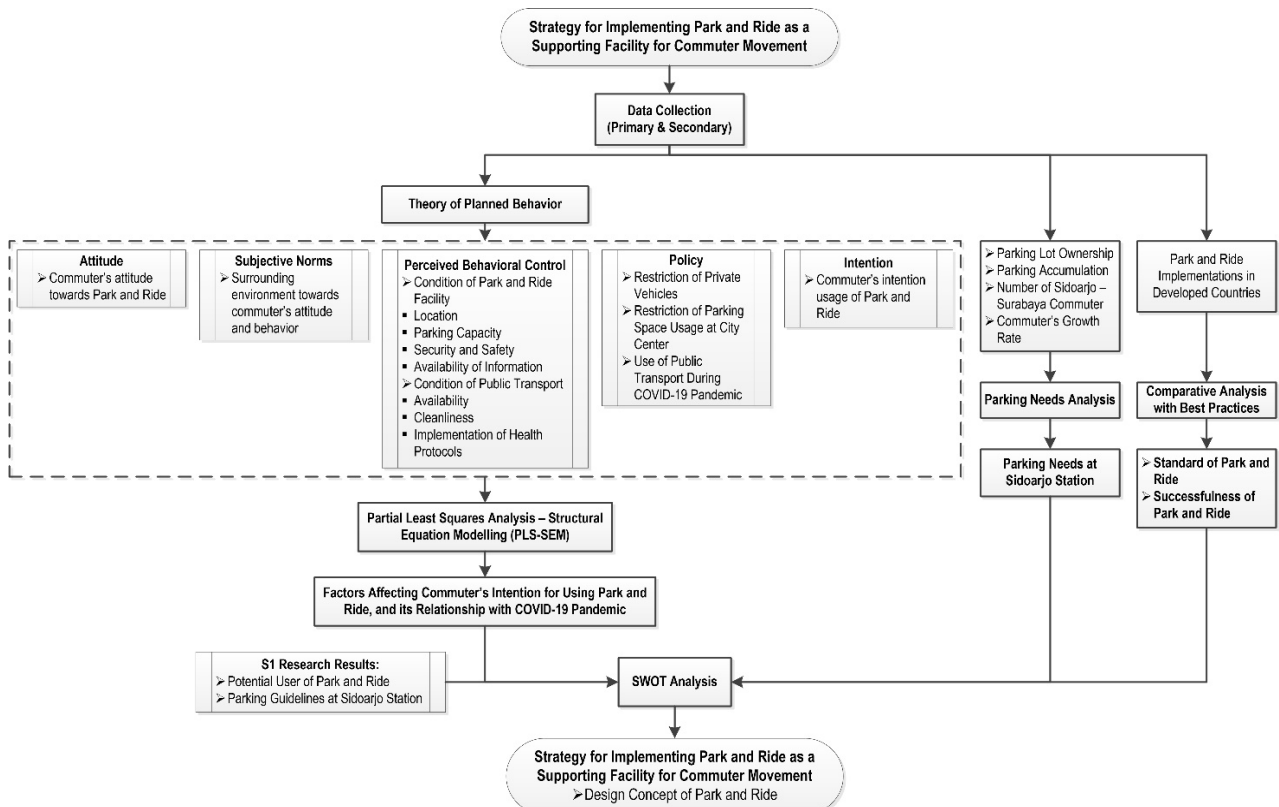 Strategy for Implementing Park and Ride as a
Supporting Facility for Commuter Movement
Data Collection
(Primary & Secondary)
Theory of Planned Behavior
Attitude
➢ Commuter's attitude
towards Park and Ride
Subjective Norms
➢ Surrounding
environment towards
commuter's attitude
and behavior
Perceived Behavioral Control
➢ Condition of Park and Ride
Facility
▪ Location
▪ Parking Capacity
▪ Security and Safety
▪ Availability of Information
➢ Condition of Public Transport
▪ Availability
▪ Cleanliness
▪ Implementation of Health
Protocols
Policy
➢ Restriction of Private
Vehicles
➢ Restriction of Parking
Space Usage at City
Center
➢ Use of Public
Transport During
COVID-19 Pandemic
Intention
➢ Commuter's intention
usage of Park and
Ride
➢ Parking Lot Ownership
➢ Parking Accumulation
➢ Number of Sidoarjo –
Surabaya Commuter
➢ Commuter's Growth
Rate
Park and Ride
Implementations in
Developed Countries
Parking Needs Analysis
Comparative Analysis
with Best Practices
Parking Needs at
Sidoarjo Station
➢ Standard of Park and
Ride
➢ Successfulness of
Park and Ride
Partial Least Squares Analysis – Structural
Equation Modelling (PLS-SEM)
Factors Affecting Commuter's Intention for Using Park and
Ride, and its Relationship with COVID-19 Pandemic
S1 Research Results:
➢ Potential User of Park and Ride
➢ Parking Guidelines at Sidoarjo Station
SWOT Analysis
Strategy for Implementing Park and Ride as a
Supporting Facility for Commuter Movement
➢ Design Concept of Park and Ride